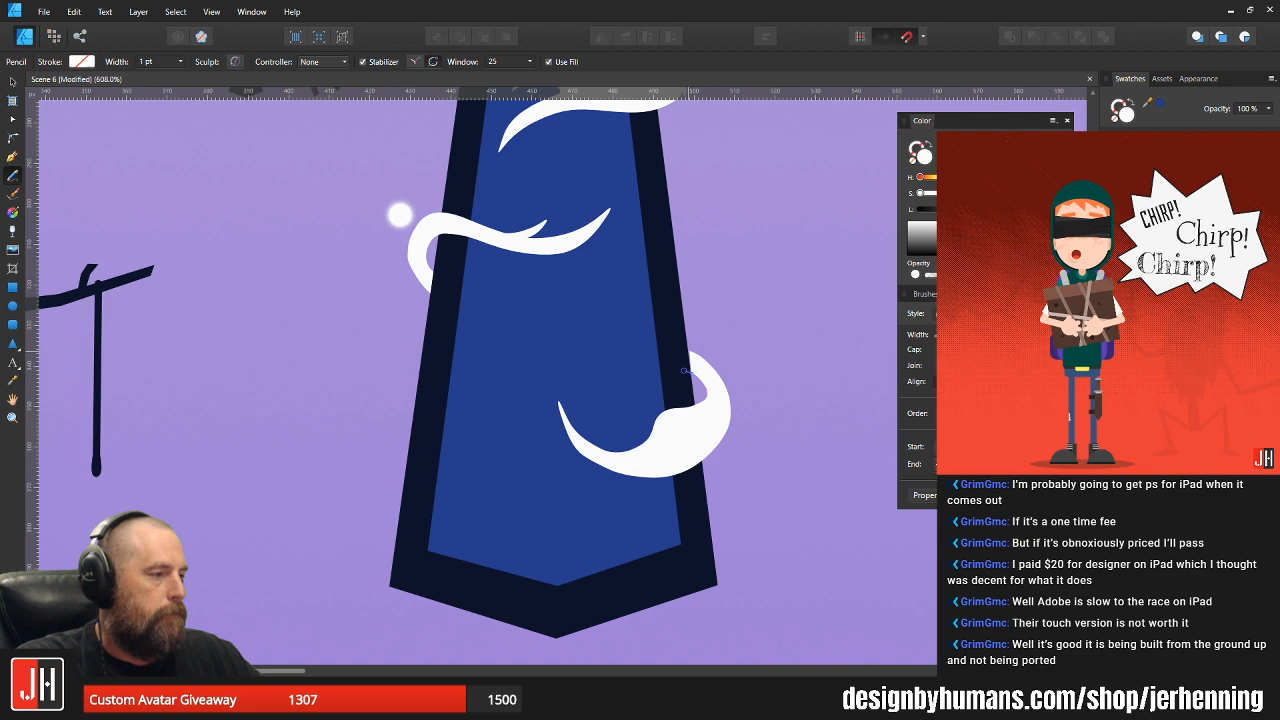 File Edit Text Layer Select View Window Help
Pencil Stroke: Width: 1 pt Sculpt: Controller: None Stabilizer Window: 25 Use Fill
Scene 6 [Modified] (608.0%)
Swatches Assets Appearance
Opacity: 100 %
Color
H:
S:
L:
Opacity
Brushes
Style:
Width:
Cap:
Join:
Align:
Order:
Start:
End:
Proper
CHIRP!
Chirp!
Chirp!
JH
GrimGmc: I'm probably going to get ps for iPad when it
comes out
GrimGmc: If it's a one time fee
GrimGmc: But if it's obnoxiously priced I'll pass
GrimGmc: I paid $20 for designer on iPad which I thought
was decent for what it does
GrimGmc: Well Adobe is slow to the race on iPad
GrimGmc: Their touch version is not worth it
GrimGmc: Well it's good it is being built from the ground up
and not being ported
JH
Custom Avatar Giveaway 1307 1500
designbyhumans.com/shop/jerhenning